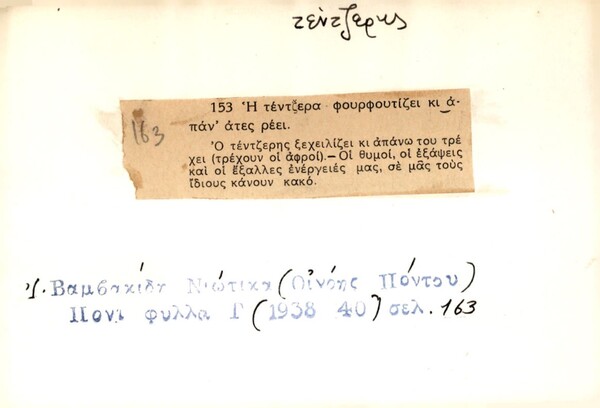 τέντζερης
153 Ἡ τέντζερα φουρφουτίζει κι ἀ-
πάν' ἀτες ρέει.
163
Ὁ τέντζερης ξεχειλίζει κι ἀπάνω του τρέ
χει (τρέχουν οἱ ἀφροί).— Οἱ θυμοί, οἱ ἐξάψεις
καὶ οἱ ἔξαλλες ἐνέργειές μας, σὲ μᾶς τοὺς
ἴδιους κάνουν κακό.
Βαμβακίδη Νιώτικα (Οἰνόης Πόντου)
Ποντ φυλλα Γ (1938 40) σελ. 163